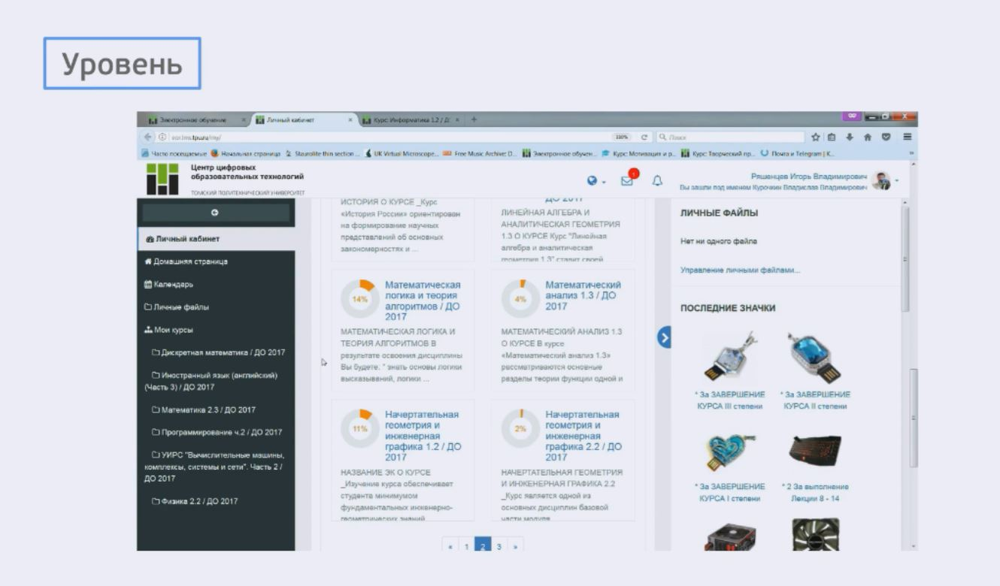 Уровень
Электронное обучение
Личный кабинет
Курс: Информатика 1.2 / Д
eor.lms.tpu.ru/my/
110%
Поиск
Часто посещаемые
Начальная страница
Staurolite thin section ...
UK Virtual Microscope...
Free Music Archive: D...
Электронное обучен...
Курс: Мотивация и р...
Курс: Творческий пр...
Почта и Telegram | К...
Центр цифровых
образовательных технологий
ТОМСКИЙ ПОЛИТЕХНИЧЕСКИЙ УНИВЕРСИТЕТ
1
Ряшенцев Игорь Владимирович
Вы зашли под именем Курочкин Владислав Владимирович
Личный кабинет
Домашняя страница
Календарь
Личные файлы
Мои курсы
Дискретная математика / ДО 2017
Иностранный язык (английский)
(Часть 3) / ДО 2017
Математика 2.3 / ДО 2017
Программирование ч.2 / ДО 2017
УИРС "Вычислительные машины,
комплексы, системы и сети". Часть 2 /
ДО 2017
Физика 2.2 / ДО 2017
ИСТОРИЯ О КУРСЕ _Курс
«История России» ориентирован
на формирование научных
представлений об основных
закономерностях и ...
ДО 2017
ЛИНЕЙНАЯ АЛГЕБРА И
АНАЛИТИЧЕСКАЯ ГЕОМЕТРИЯ
1.3 О КУРСЕ Курс "Линейная
алгебра и аналитическая
геометрия 1.3" ставит своей
14%
Математическая
логика и теория
алгоритмов / ДО
2017
МАТЕМАТИЧЕСКАЯ ЛОГИКА И
ТЕОРИЯ АЛГОРИТМОВ В
результате освоения дисциплины
Вы будете: * знать основы логики
высказываний, логики ...
4%
Математический
анализ 1.3 / ДО
2017
МАТЕМАТИЧЕСКИЙ АНАЛИЗ 1.3
О КУРСЕ В курсе
«Математический анализ 1.3»
рассматриваются основные
разделы теории функции одной и
11%
Начертательная
геометрия и
инженерная
графика 1.2 / ДО
2017
НАЗВАНИЕ ЭК О КУРСЕ
_Изучение курса обеспечивает
студента минимумом
фундаментальных инженерно-
геометрических знаний
2%
Начертательная
геометрия и
инженерная
графика 2.2 / ДО
2017
НАЧЕРТАТЕЛЬНАЯ ГЕОМЕТРИЯ
И ИНЖЕНЕРНАЯ ГРАФИКА 2.2
_Курс является одной из
основных дисциплин базовой
части модуля
« 1 2 3 »
ЛИЧНЫЕ ФАЙЛЫ
Нет ни одного файла
Управление личными файлами...
ПОСЛЕДНИЕ ЗНАЧКИ
* За ЗАВЕРШЕНИЕ
КУРСА III степени
* За ЗАВЕРШЕНИЕ
КУРСА II степени
* За ЗАВЕРШЕНИЕ
КУРСА I степени
* 2 За выполнение
Лекции 8 - 14